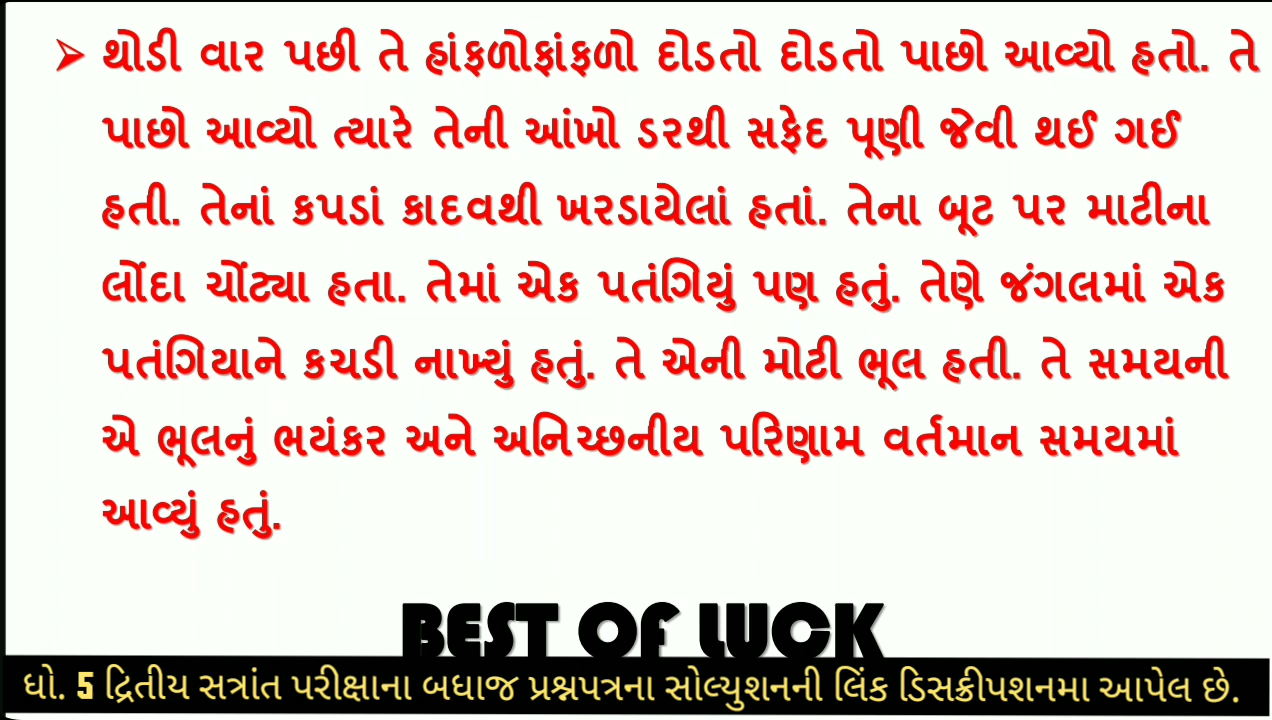 ➢ થોડી વાર પછી તે હાંફળોફાંફળો દોડતો દોડતો પાછો આવ્યો હતો. તે
પાછો આવ્યો ત્યારે તેની આંખો ડરથી સફેદ પૂણી જેવી થઈ ગઈ
હતી. તેનાં કપડાં કાદવથી ખરડાયેલાં હતાં. તેના બૂટ પર માટીના
લોંદા ચોંટ્યા હતા. તેમાં એક પતંગિયું પણ હતું. તેણે જંગલમાં એક
પતંગિયાને કચડી નાખ્યું હતું. તે એની મોટી ભૂલ હતી. તે સમયની
એ ભૂલનું ભયંકર અને અનિચ્છનીય પરિણામ વર્તમાન સમયમાં
આવ્યું હતું.
BEST OF LUCK
ધો. 5 દ્વિતીય સત્રાંત પરીક્ષાના બધાજ પ્રશ્નપત્રના સોલ્યુશનની લિંક ડિસક્રીપશનમા આપેલ છે.